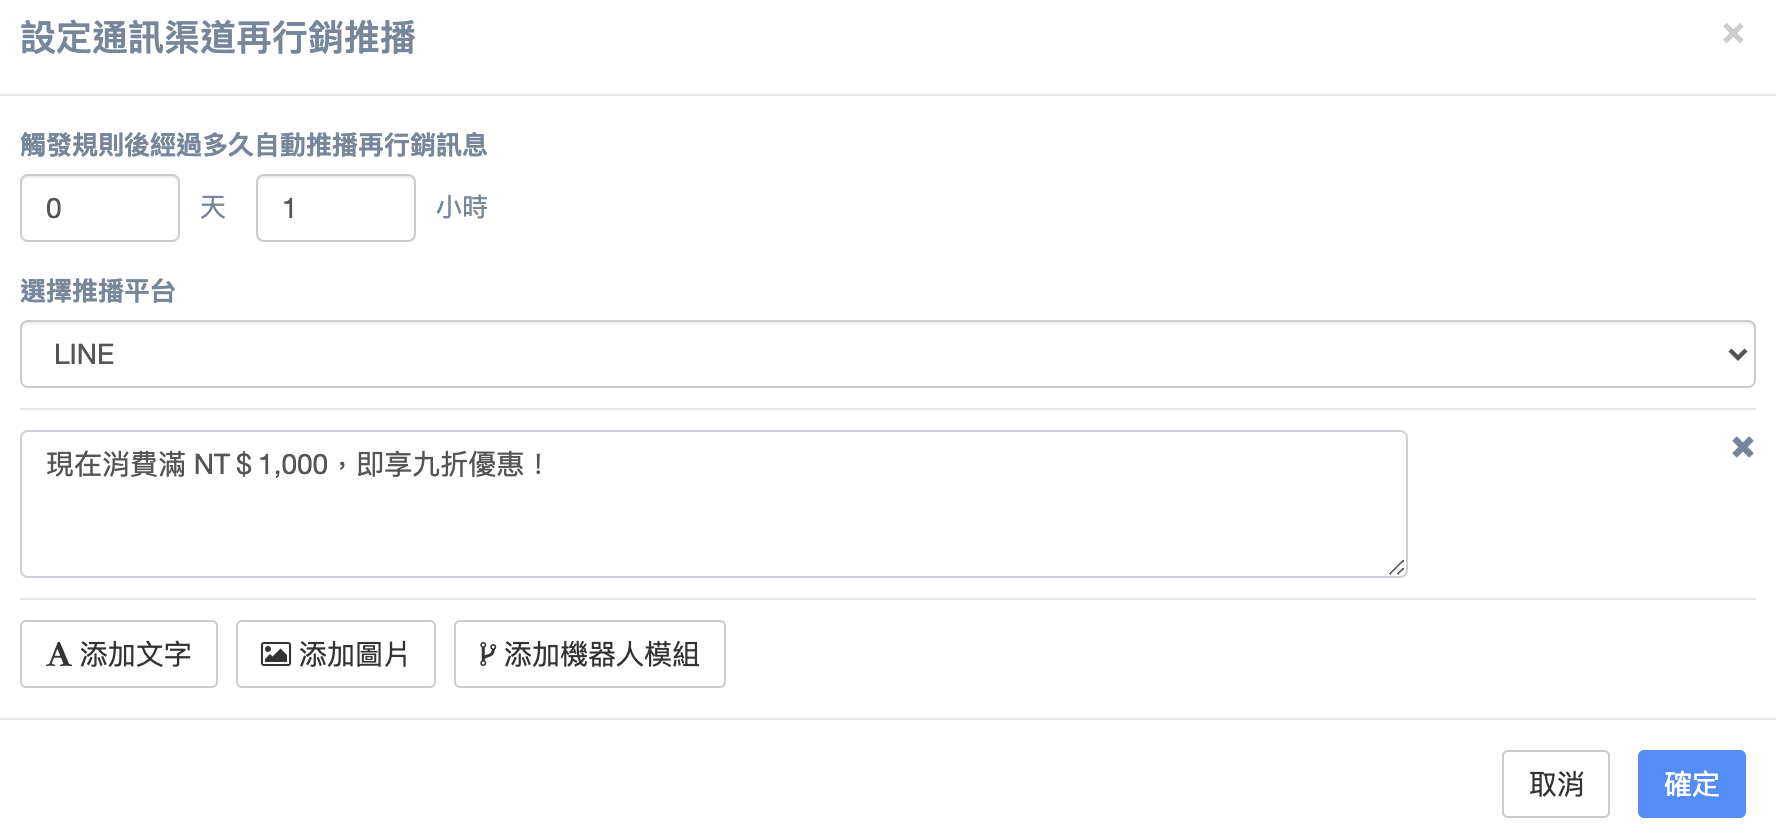 設定通訊渠道再行銷推播
觸發規則後經過多久自動推播再行銷訊息
0 天 1 小時
選擇推播平台
LINE
現在消費滿 NT＄1,000，即享九折優惠！
添加文字 添加圖片 添加機器人模組
取消 確定